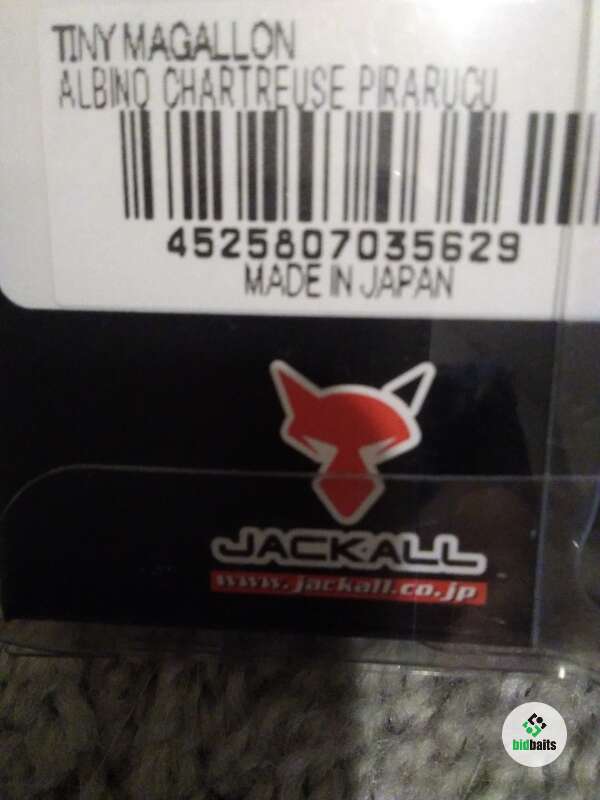 TINY MAGALLON
ALBINO CHARTREUSE PIRARUCU
4525807035629
MADE IN JAPAN
JACKALL
www.jackall.co.jp
bidbaits